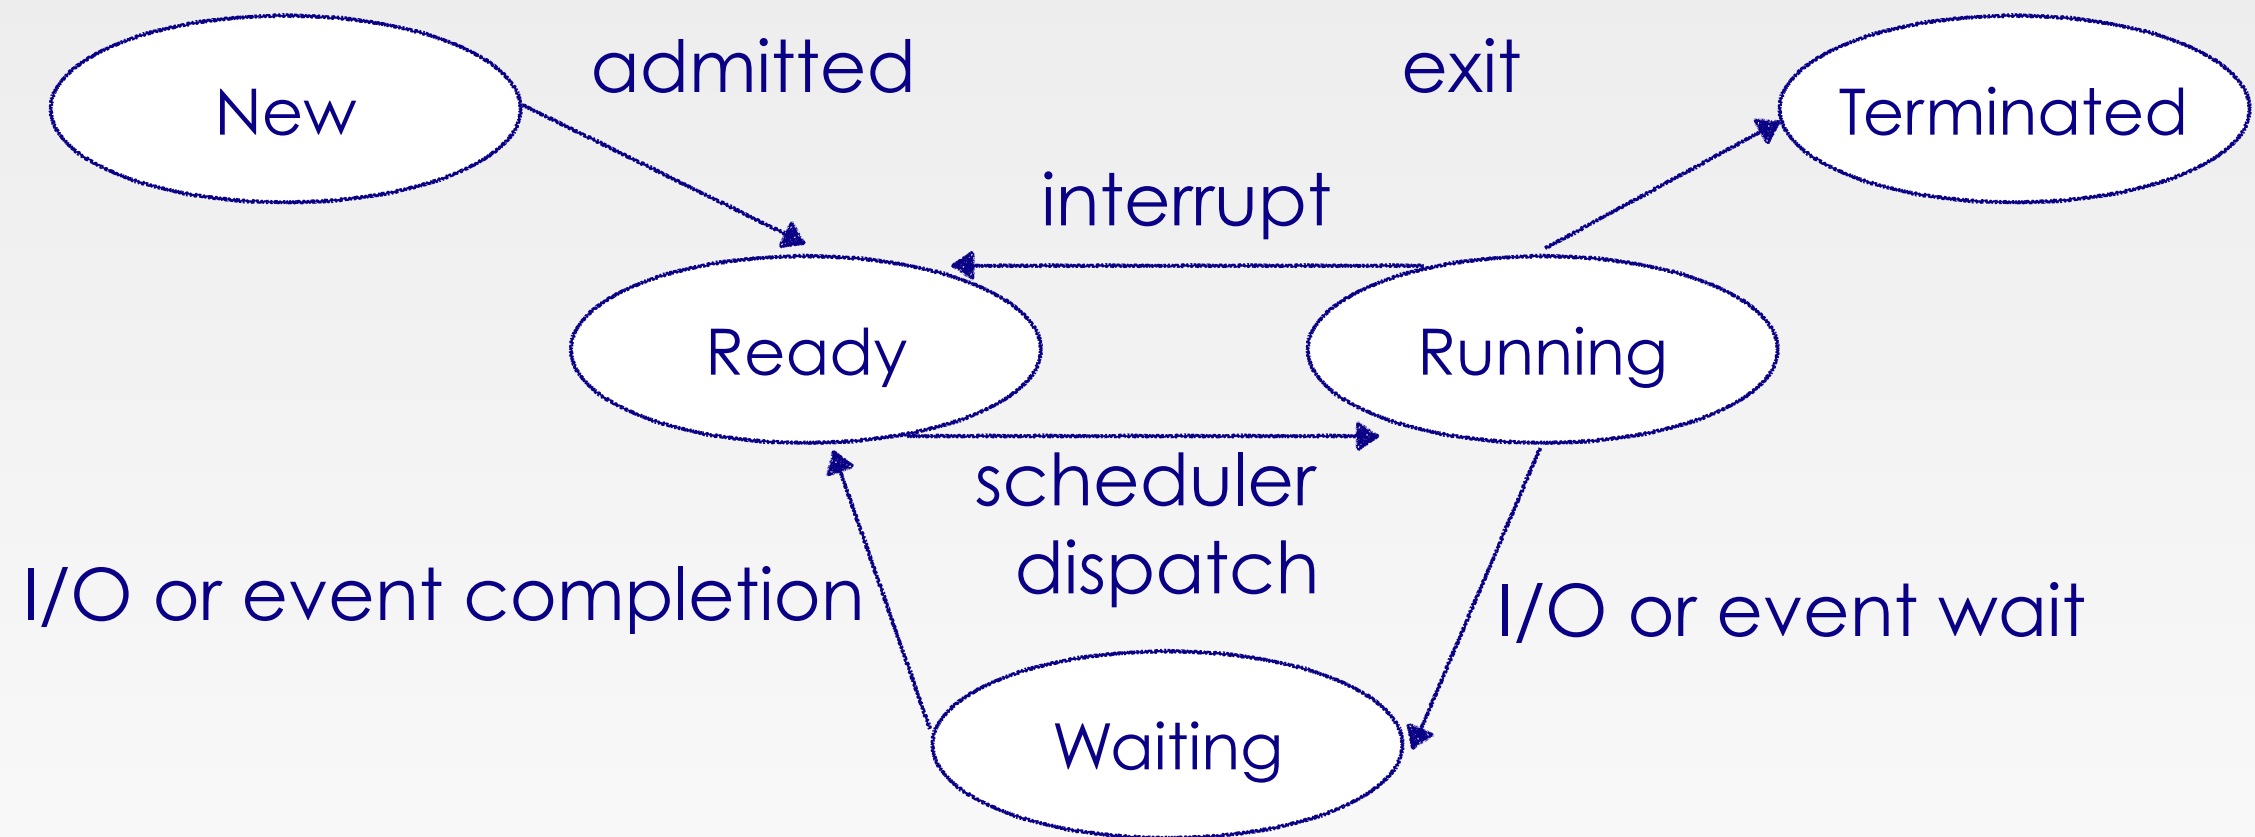 New
admitted
exit
Terminated
interrupt
Ready
Running
scheduler
dispatch
I/O or event completion
I/O or event wait
Waiting